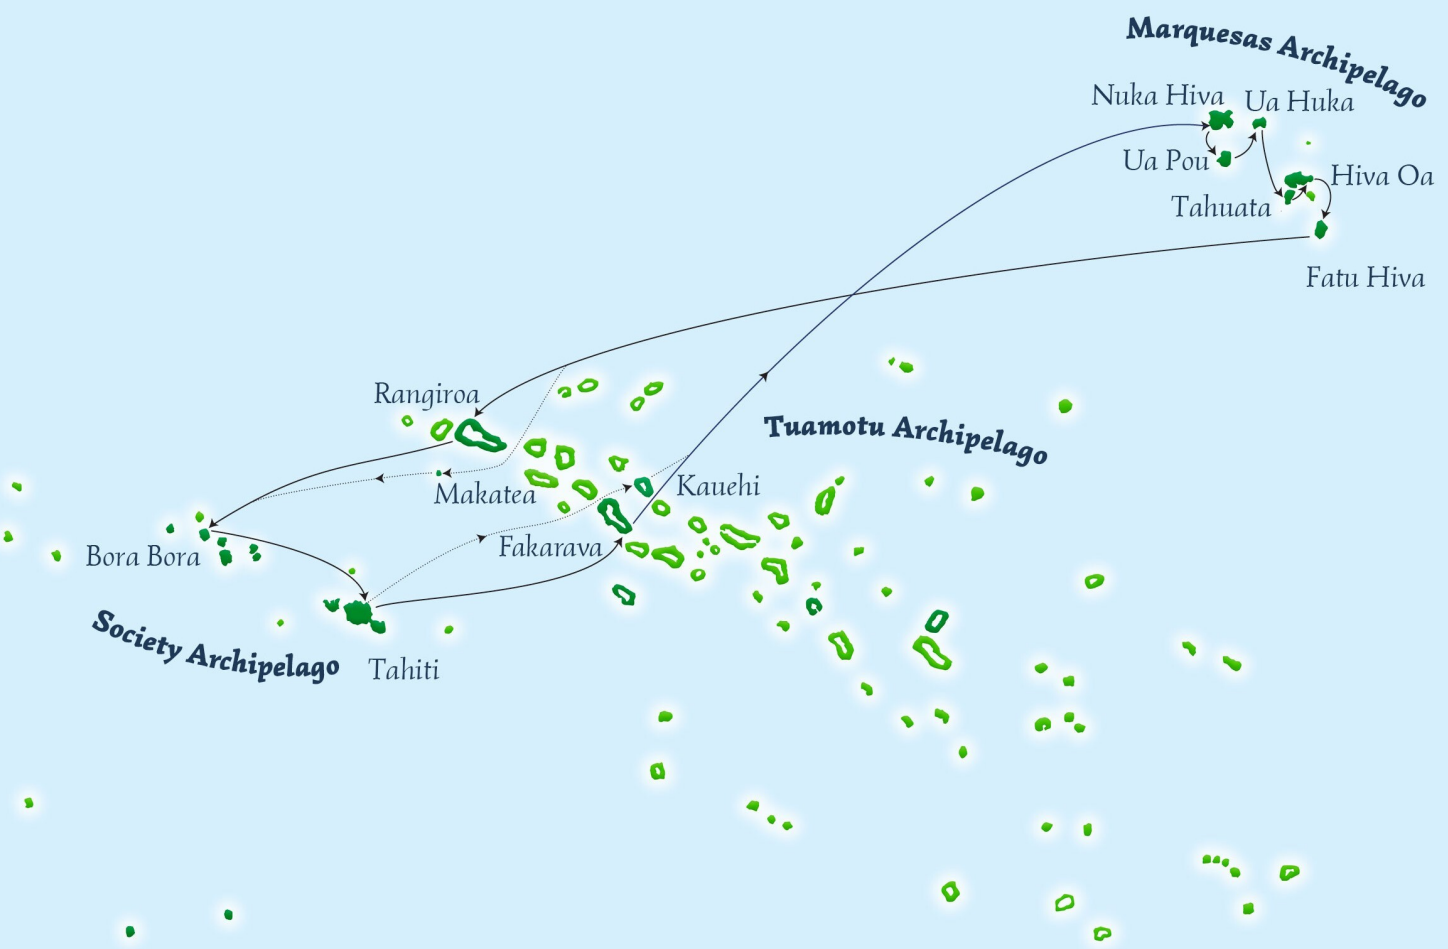 Marquesas Archipelago
Nuka Hiva
Ua Huka
Ua Pou
Hiva Oa
Tahuata
Fatu Hiva
Rangiroa
Tuamotu Archipelago
Makatea
Kauehi
Fakarava
Bora Bora
Society Archipelago
Tahiti